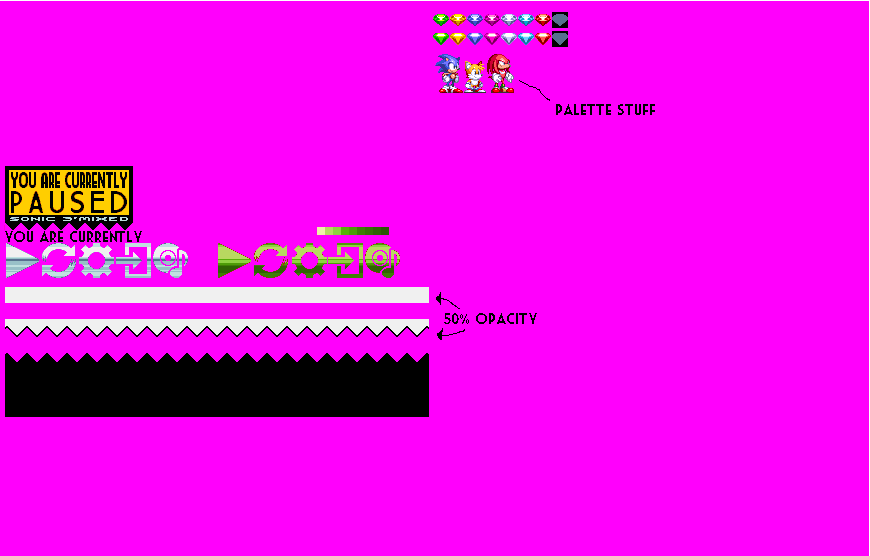 PALETTE STUFF
YOU ARE CURRENTLY
PAUSED
SONIC 3'MIXED
YOU ARE CURRENTLY
50% OPACITY